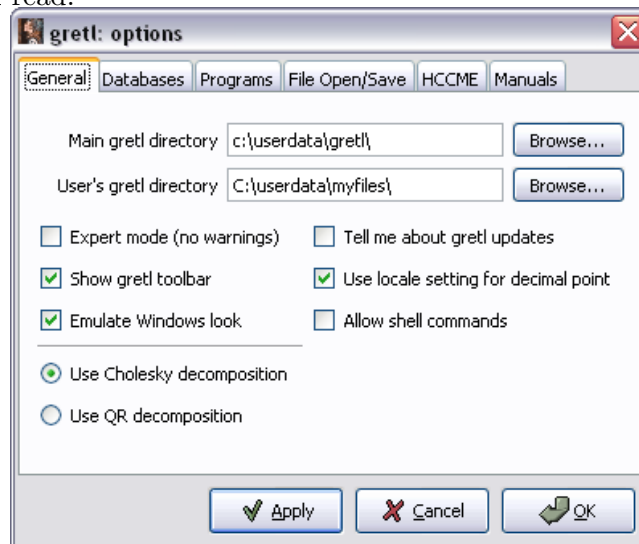 read.
gretl: options
General Databases Programs File Open/Save HCCME Manuals
Main gretl directory c:\userdata\gretl\ Browse...
User's gretl directory C:\userdata\myfiles\ Browse...
Expert mode (no warnings) Tell me about gretl updates
Show gretl toolbar Use locale setting for decimal point
Emulate Windows look Allow shell commands
Use Cholesky decomposition
Use QR decomposition
Apply Cancel OK